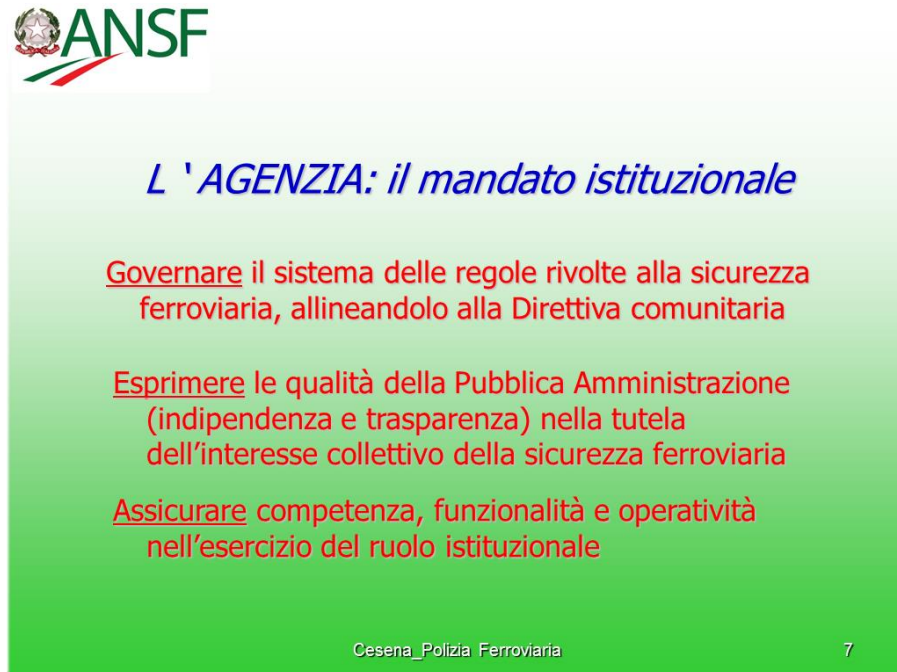 ANSF
L ‘ AGENZIA: il mandato istituzionale
Governare il sistema delle regole rivolte alla sicurezza
ferroviaria, allineandolo alla Direttiva comunitaria
Esprimere le qualità della Pubblica Amministrazione
(indipendenza e trasparenza) nella tutela
dell’interesse collettivo della sicurezza ferroviaria
Assicurare competenza, funzionalità e operatività
nell’esercizio del ruolo istituzionale
Cesena_Polizia Ferroviaria
7